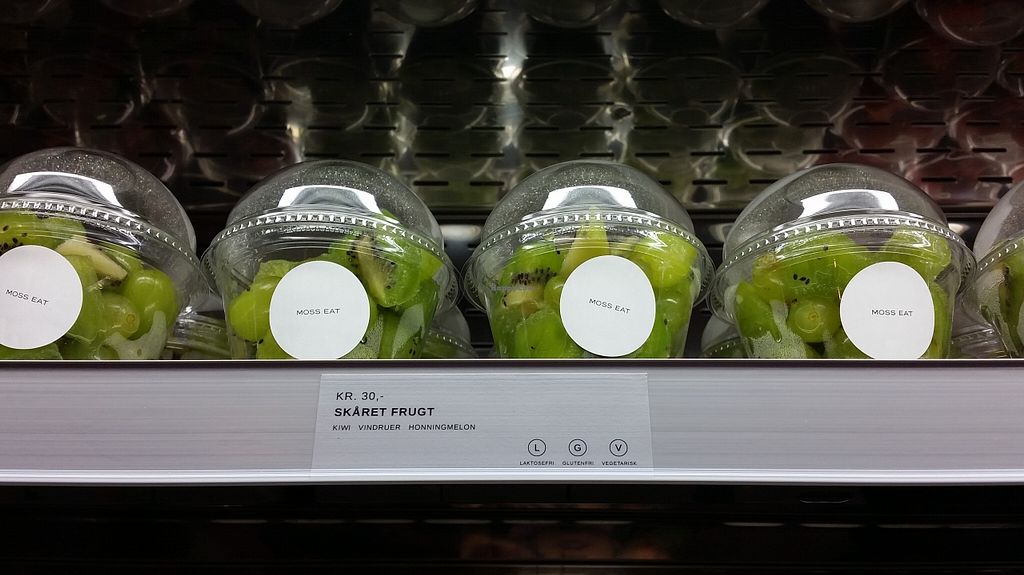 MOSS EAT
MOSS EAT
MOSS EAT
MOSS EAT
KR. 30,-
SKÅRET FRUGT
KIWI VINDRUER HONNINGMELON
L G V
LAKTOSEFRI GLUTENFRI VEGETARISK